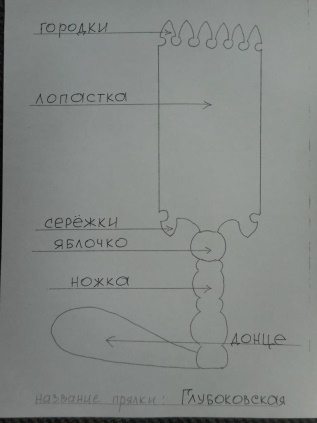 городки
лопастка
серёжки
яблочко
ножка
донце
название прялки: Глубоковская